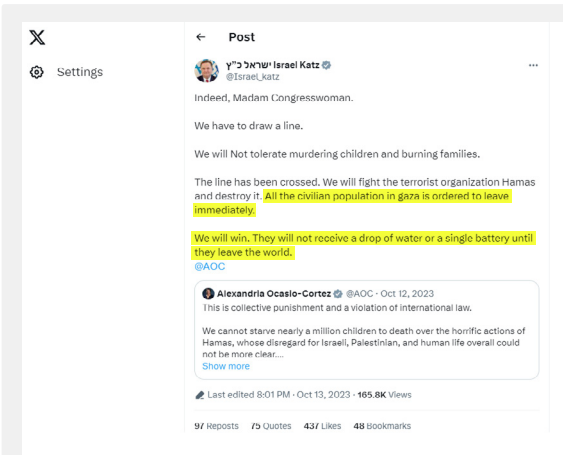 X
← Post
Settings
ישראל כ”ץ Israel Katz
@Israel_katz
Indeed, Madam Congresswoman.
We have to draw a line.
We will Not tolerate murdering children and burning families.
The line has been crossed. We will fight the terrorist organization Hamas
and destroy it. All the civilian population in gaza is ordered to leave
immediately.
We will win. They will not receive a drop of water or a single battery until
they leave the world.
@AOC
Alexandria Ocasio-Cortez @AOC · Oct 12, 2023
This is collective punishment and a violation of international law.
We cannot starve nearly a million children to death over the horrific actions of
Hamas, whose disregard for Israeli, Palestinian, and human life overall could
not be more clear....
Show more
Last edited 8:01 PM · Oct 13, 2023 · 165.8K Views
97 Reposts 75 Quotes 437 Likes 48 Bookmarks